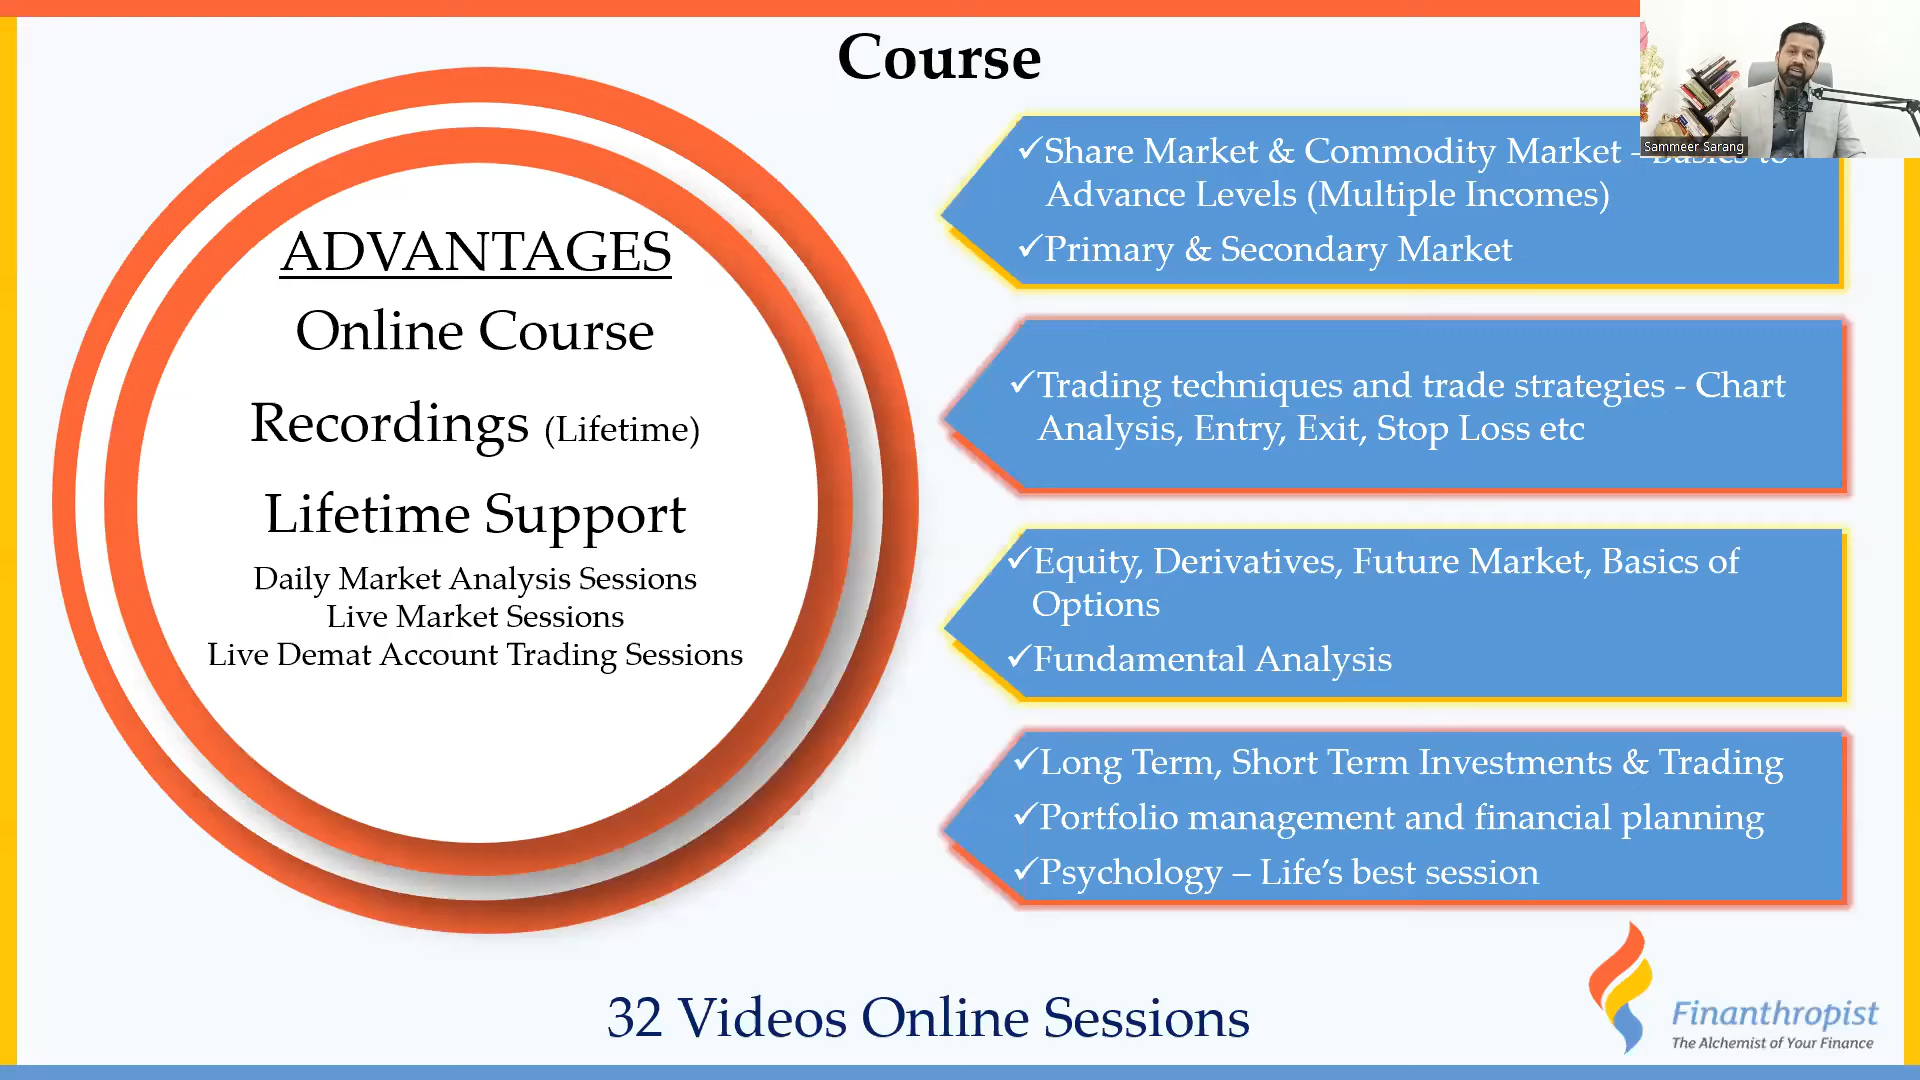 Course
Sammeer Sarang
ADVANTAGES
Online Course
Recordings (Lifetime)
Lifetime Support
Daily Market Analysis Sessions
Live Market Sessions
Live Demat Account Trading Sessions
✓Share Market & Commodity Market - Basics to
Advance Levels (Multiple Incomes)
✓Primary & Secondary Market
✓Trading techniques and trade strategies - Chart
Analysis, Entry, Exit, Stop Loss etc
✓Equity, Derivatives, Future Market, Basics of
Options
✓Fundamental Analysis
✓Long Term, Short Term Investments & Trading
✓Portfolio management and financial planning
✓Psychology – Life’s best session
32 Videos Online Sessions
Finanthropist
The Alchemist of Your Finance